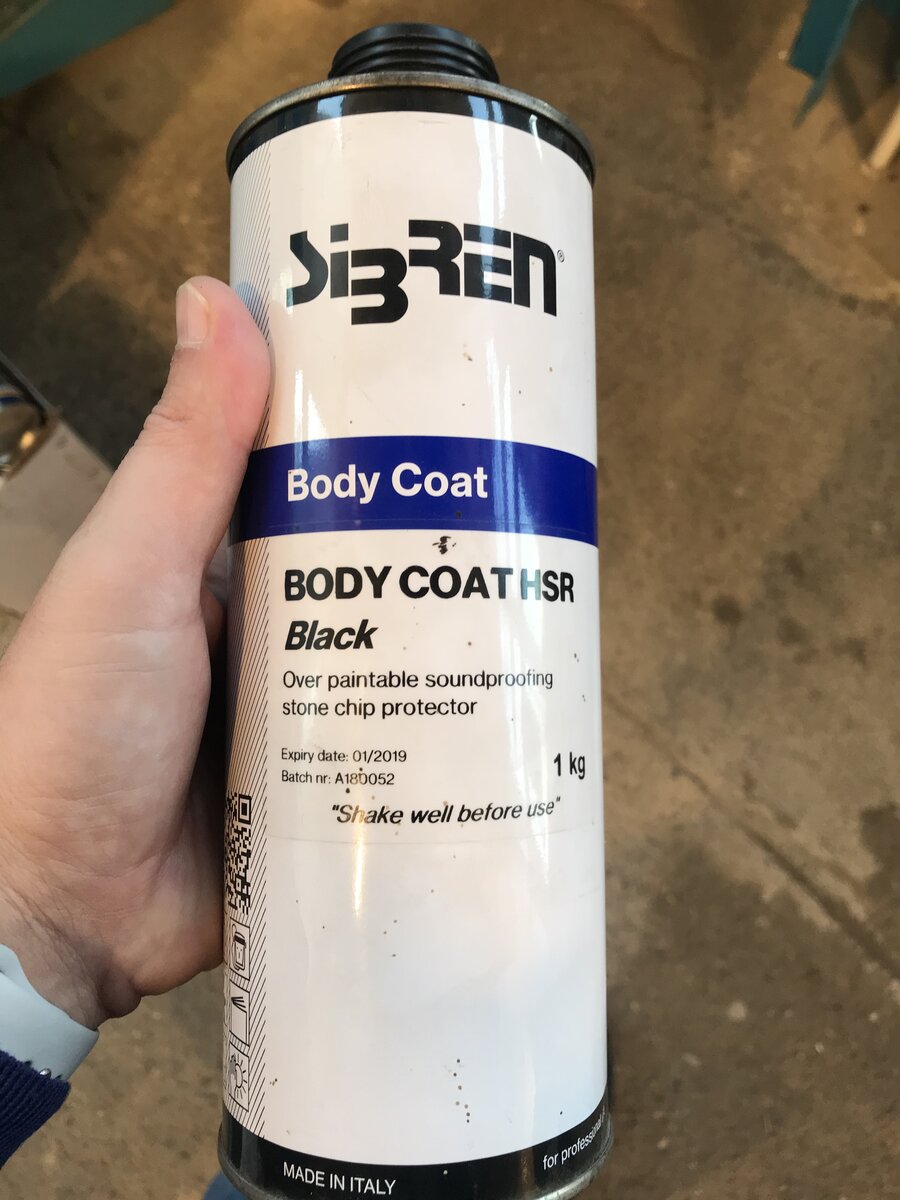 SiBREN®
Body Coat
BODY COAT HSR
Black
Over paintable soundproofing
stone chip protector
Expiry date: 01/2019
1 kg
Batch nr: A180052
"Shake well before use"
MADE IN ITALY
for professional